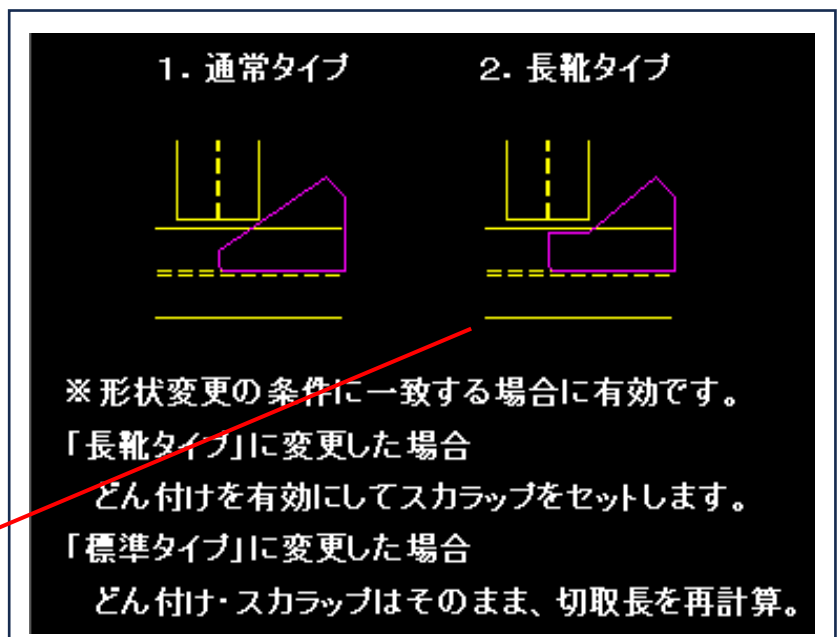 1. 通常タイプ
2. 長靴タイプ
※形状変更の条件に一致する場合に有効です。
「長靴タイプ」に変更した場合
どん付けを有効にしてスカラップをセットします。
「標準タイプ」に変更した場合
どん付け・スカラップはそのまま、切取長を再計算。